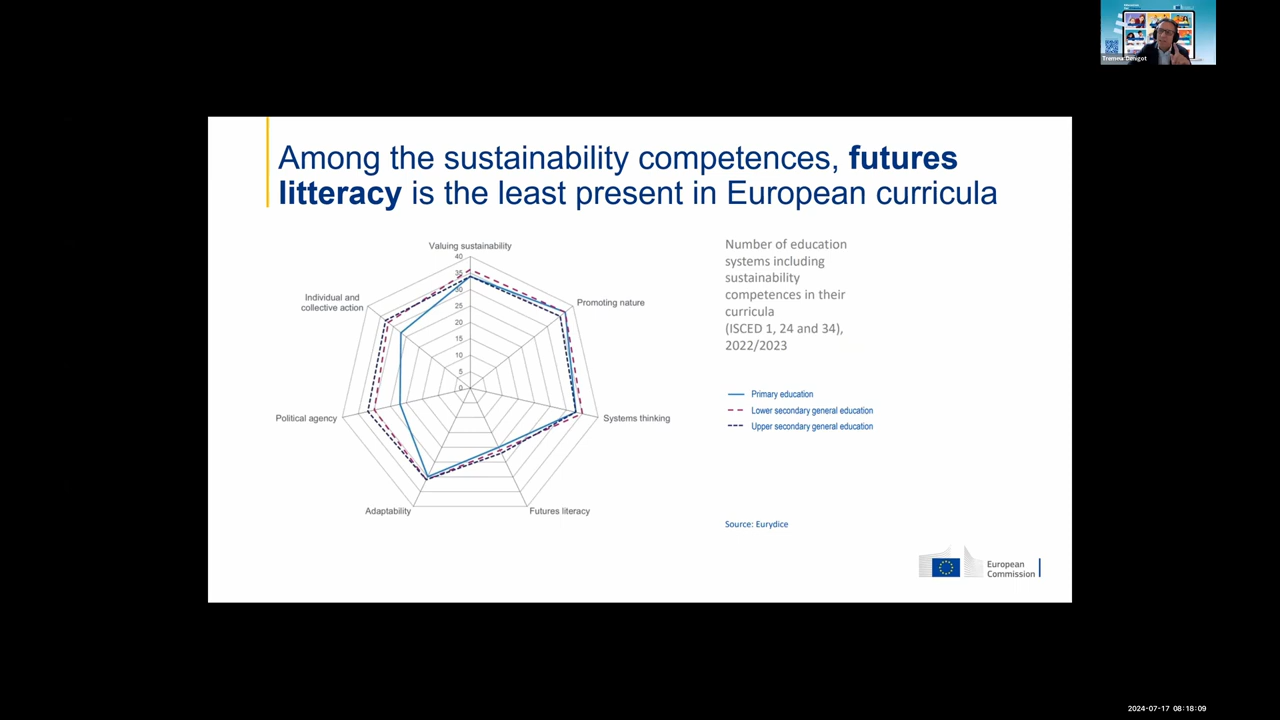 Among the sustainability competences, futures
litteracy is the least present in European curricula
Valuing sustainability
40
35
30
25
20
15
10
5
0
Promoting nature
Systems thinking
Futures literacy
Adaptability
Political agency
Individual and
collective action
Number of education
systems including
sustainability
competences in their
curricula
(ISCED 1, 24 and 34),
2022/2023
Primary education
Lower secondary general education
Upper secondary general education
Source: Eurydice
European
Commission
2024-07-17 08:18:09